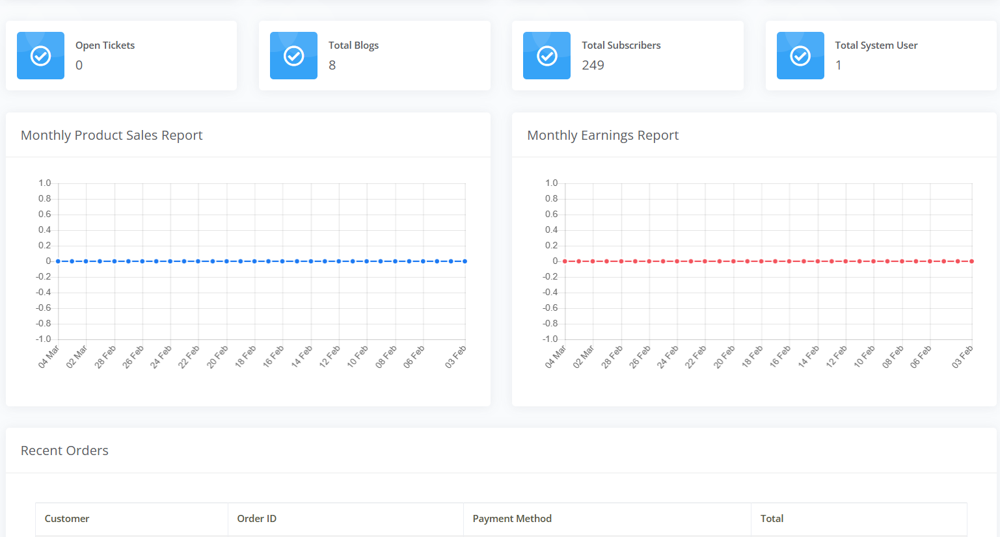 Open Tickets
0
Total Blogs
8
Total Subscribers
249
Total System User
1
Monthly Product Sales Report
1.0
0.8
0.6
0.4
0.2
0
-0.2
-0.4
-0.6
-0.8
-1.0
04 Mar
02 Mar
28 Feb
26 Feb
24 Feb
22 Feb
20 Feb
18 Feb
16 Feb
14 Feb
12 Feb
10 Feb
08 Feb
06 Feb
03 Feb
Monthly Earnings Report
1.0
0.8
0.6
0.4
0.2
0
-0.2
-0.4
-0.6
-0.8
-1.0
04 Mar
02 Mar
28 Feb
26 Feb
24 Feb
22 Feb
20 Feb
18 Feb
16 Feb
14 Feb
12 Feb
10 Feb
08 Feb
06 Feb
03 Feb
Recent Orders
Customer Order ID Payment Method Total